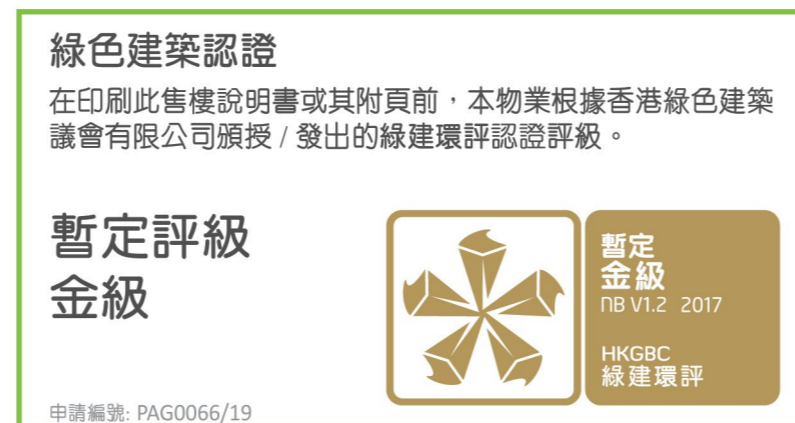 綠色建築認證
在印刷此售樓說明書或其附頁前，本物業根據香港綠色建築
議會有限公司頒授 / 發出的綠建環評認證評級。
暫定評級
金級
暫定
金級
NB V1.2 2017
HKGBC
綠建環評
申請編號: PAG0066/19